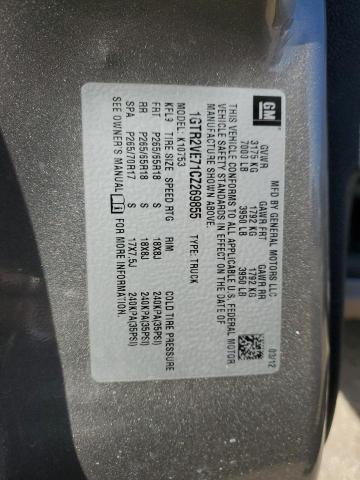 GM
MFD BY GENERAL MOTORS LLC
03/12
GVWR GAWR FRT GAWR RR
3175 KG 1792 KG 1792 KG
7000 LB 3950 LB 3950 LB
THIS VEHICLE CONFORMS TO ALL APPLICABLE U.S. FEDERAL MOTOR
VEHICLE SAFETY STANDARDS IN EFFECT ON THE DATE OF
MANUFACTURE SHOWN ABOVE.
1GTR2VE71CZ269855 TYPE: TRUCK
X10753
KFL9 TIRE SIZE SPEED RTG RIM COLD TIRE PRESSURE
FRT P265/65R18 S 18X8J 240KPA(35PSI)
RR P265/65R18 S 18X8J 240KPA(35PSI)
SPA P265/70R17 S 17X7.5J 240KPA(35PSI)
SEE OWNER'S MANUAL